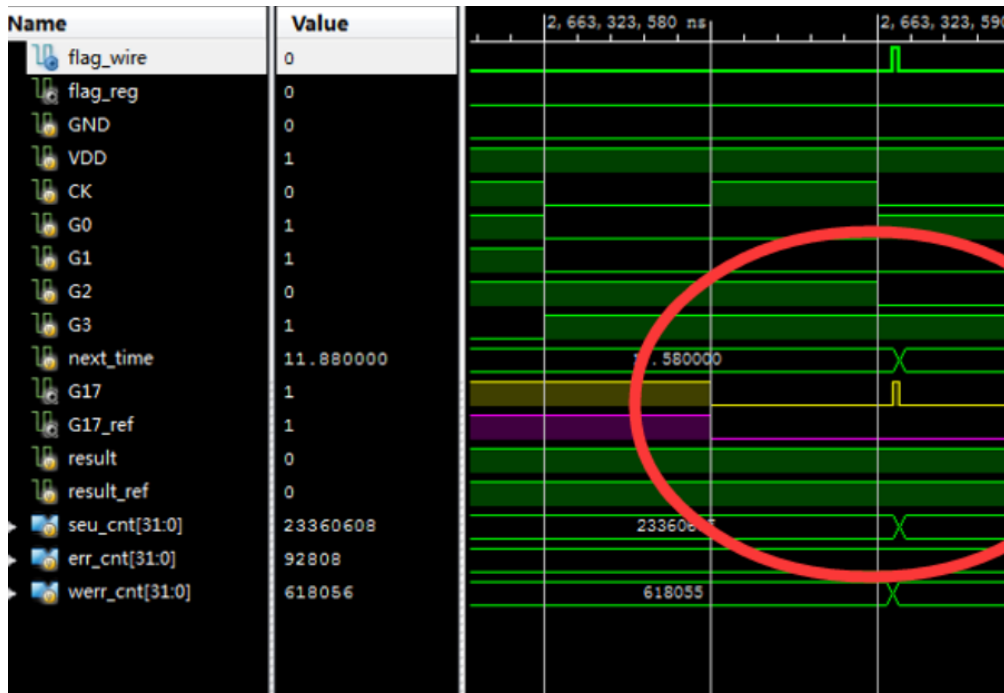 Name Value 2,663,323,580 ns 2,663,323,590
flag_wire 0
flag_reg 0
GND 0
VDD 1
CK 0
G0 1
G1 1
G2 0
G3 1
next_time 11.880000 .580000
G17 1
G17_ref 1
result 0
result_ref 0
seu_cnt[31:0] 23360608 233606
err_cnt[31:0] 92808
werr_cnt[31:0] 618056 618055